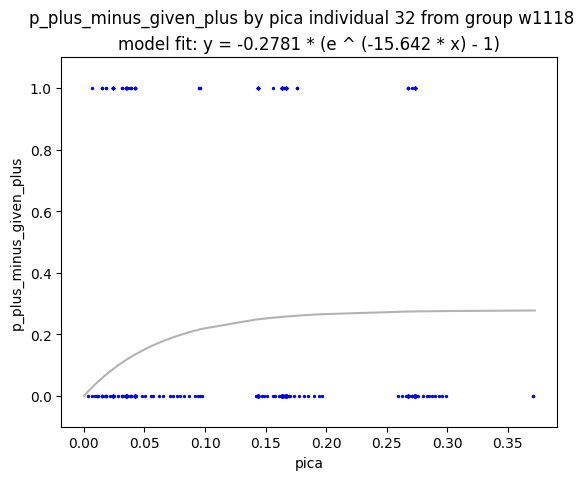 p_plus_minus_given_plus by pica individual 32 from group w1118
model fit: y = -0.2781 * (e ^ (-15.642 * x) - 1)
p_plus_minus_given_plus
1.0
0.8
0.6
0.4
0.2
0.0
0.00 0.05 0.10 0.15 0.20 0.25 0.30 0.35
pica